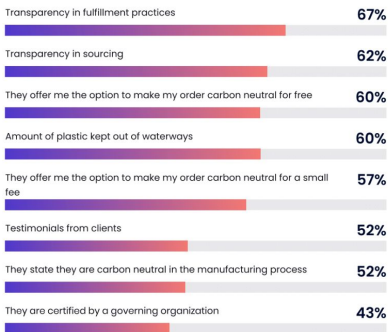 Transparency in fulfillment practices 67%
Transparency in sourcing 62%
They offer me the option to make my order carbon neutral for free 60%
Amount of plastic kept out of waterways 60%
They offer me the option to make my order carbon neutral for a small 57%
fee
Testimonials from clients 52%
They state they are carbon neutral in the manufacturing process 52%
They are certified by a governing organization 43%